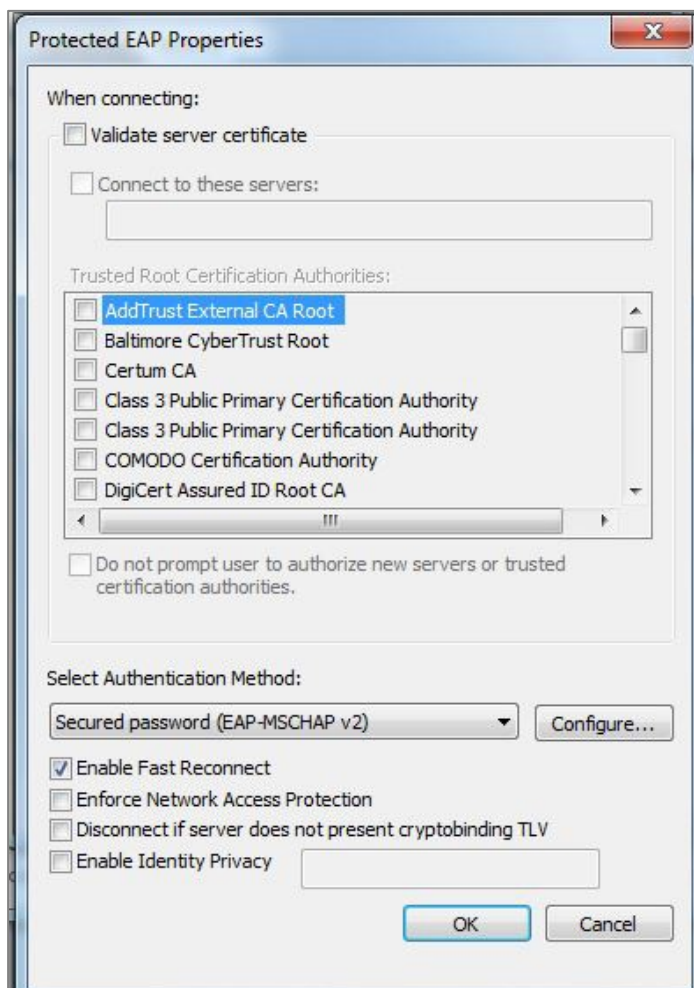 Protected EAP Properties
When connecting:
Validate server certificate
Connect to these servers:
Trusted Root Certification Authorities:
AddTrust External CA Root
Baltimore CyberTrust Root
Certum CA
Class 3 Public Primary Certification Authority
Class 3 Public Primary Certification Authority
COMODO Certification Authority
DigiCert Assured ID Root CA
Do not prompt user to authorize new servers or trusted
certification authorities.
Select Authentication Method:
Secured password (EAP-MSCHAP v2)
Configure...
Enable Fast Reconnect
Enforce Network Access Protection
Disconnect if server does not present cryptobinding TLV
Enable Identity Privacy
OK
Cancel